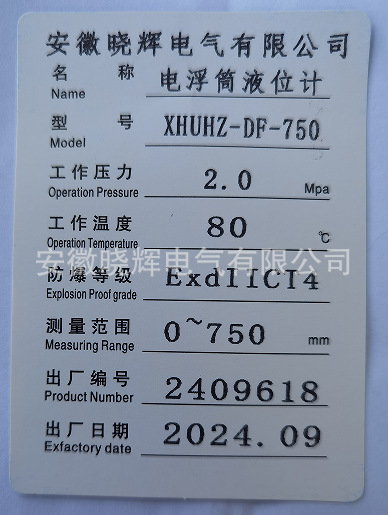 安徽晓辉电气有限公司
名 称 电浮筒液位计
Name
型 号 XHUHZ-DF-750
Model
工作压力 2.0 Mpa
Operation Pressure
工作温度 80 ℃
Operation Temperature
安徽晓辉电气有限公司
防爆等级 ExdIICT4
Explosion Proof grade
测量范围 0~750 mm
Measuring Range
出厂编号 2409618
Product Number
出厂日期 2024.09
Exfactory date